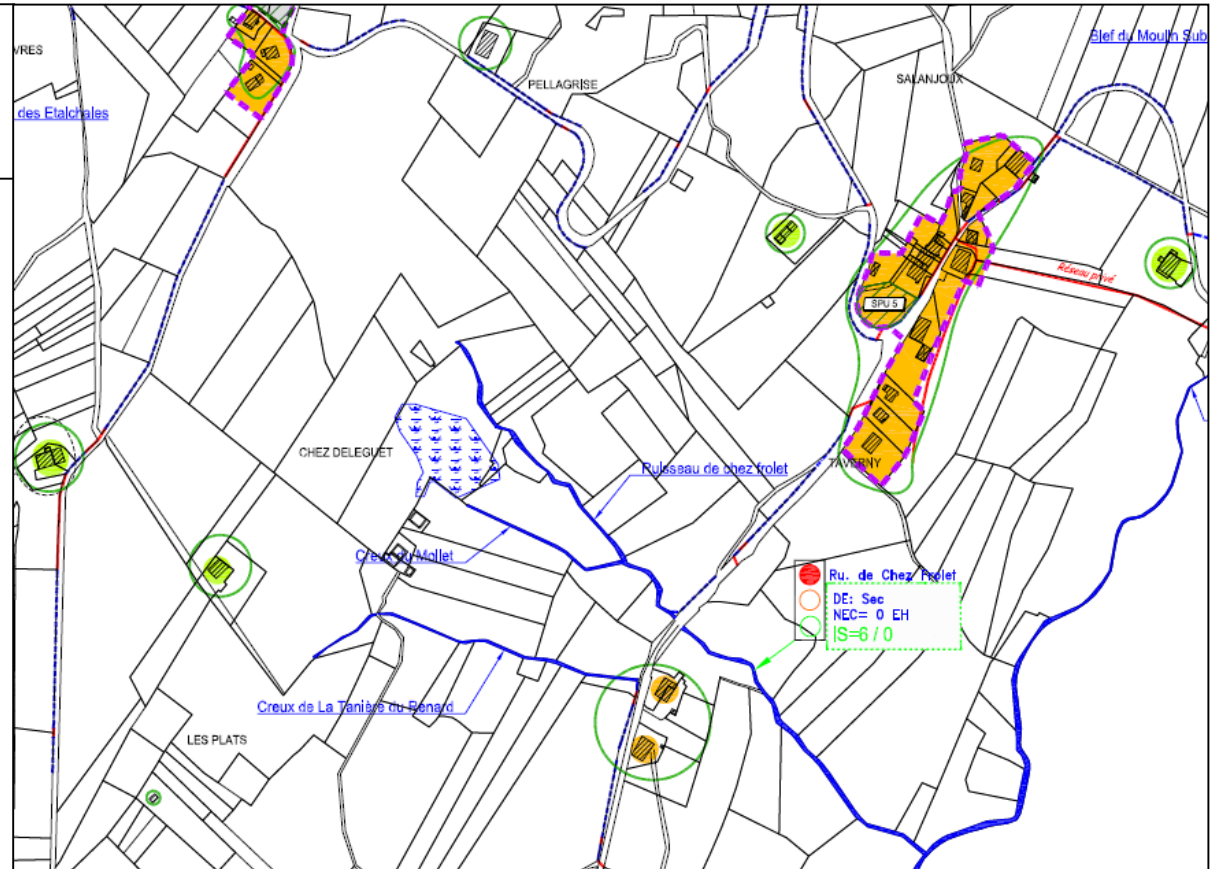 VRES
Bief du Moulin Sub
PELLAGRISE
SALANJOUX
des Etalchales
Réseau privé
SPU 5
CHEZ DELEGUET
TAVERNY
Ruisseau de chez frolet
Creux du Mollet
Ru. de Chez Frolet
DE: Sec
NEC= 0 EH
IS=6 / 0
Creux de La Tanière du Renard
LES PLATS